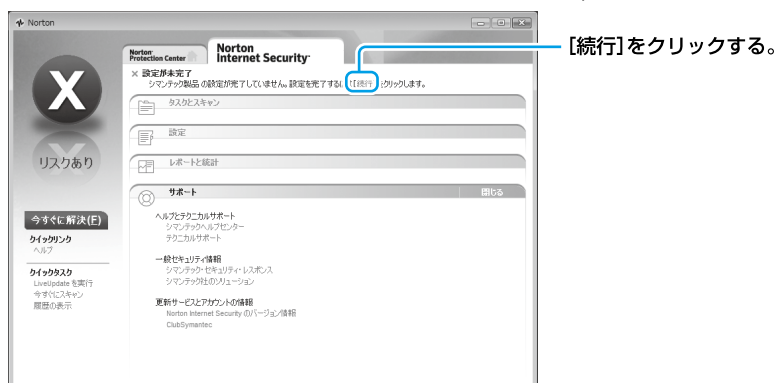 Norton
Norton
Protection Center
Norton
Internet Security
[続行]をクリックする。
× 設定が未完了
シマンテック製品 の設定が完了していません。設定を完了する [続行] クリックします。
X
リスクあり
タスクとスキャン
設定
レポートと統計
サポート 閉じる
今すぐに解決(F)
クイックリンク
ヘルプ
クイックタスク
LiveUpdate を実行
今すぐにスキャン
履歴の表示
ヘルプとテクニカルサポート
シマンテックヘルプセンター
テクニカルサポート
一般セキュリティ情報
シマンテック・セキュリティ・レスポンス
シマンテック社のソリューション
更新サービスとアカウントの情報
Norton Internet Security のバージョン情報
ClubSymantec